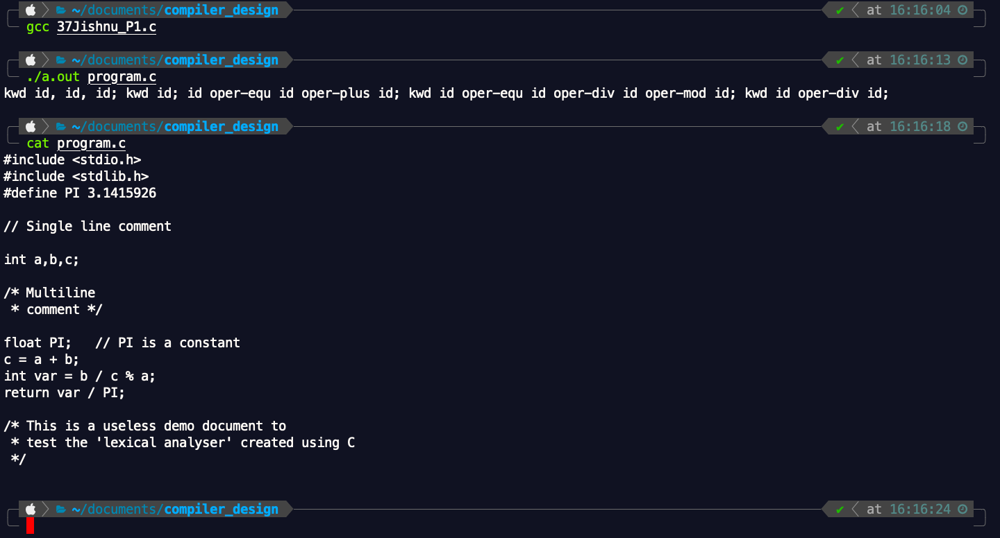 ~/documents/compiler_design ✔ at 16:16:04
gcc 37Jishnu_P1.c
~/documents/compiler_design ✔ at 16:16:13
./a.out program.c
kwd id, id, id; kwd id; id oper-equ id oper-plus id; kwd id oper-equ id oper-div id oper-mod id; kwd id oper-div id;
~/documents/compiler_design ✔ at 16:16:18
cat program.c
#include <stdio.h>
#include <stdlib.h>
#define PI 3.1415926
// Single line comment
int a,b,c;
/* Multiline
 * comment */
float PI;   // PI is a constant
c = a + b;
int var = b / c % a;
return var / PI;
/* This is a useless demo document to
 * test the 'lexical analyser' created using C
 */
~/documents/compiler_design ✔ at 16:16:24